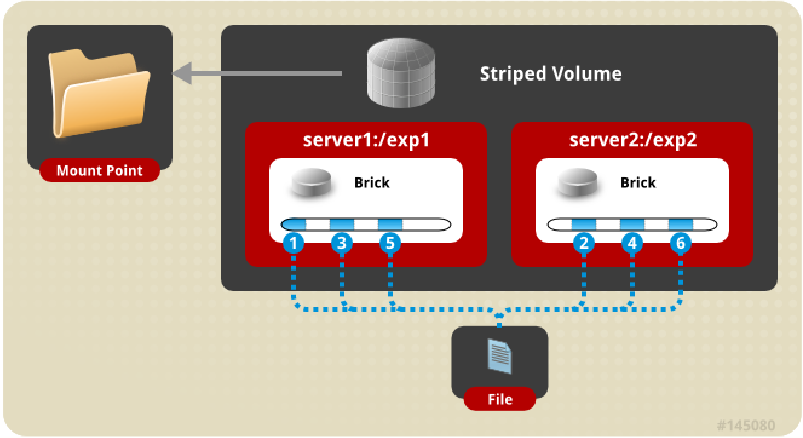 Striped Volume
Mount Point
server1:/exp1
server2:/exp2
Brick
Brick
1
3
5
2
4
6
File
#145080